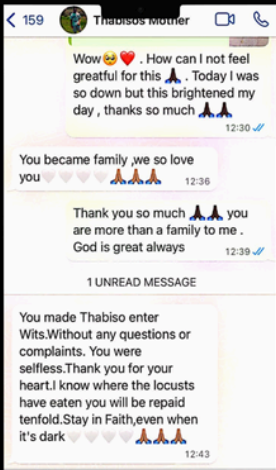 159
Thabisos Mother
Wow🥺❤️ . How can I not feel
greatful for this 🙏🏿 . Today I was
so down but this brightened my
day , thanks so much 🙏🏿🙏🏿
12:30
You became family ,we so love
you🤍🤍🤍🤍🙏🏾🙏🏾🙏🏾
12:36
Thank you so much 🙏🏿🙏🏿 you
are more than a family to me .
God is great always
12:39
1 UNREAD MESSAGE
You made Thabiso enter
Wits.Without any questions or
complaints. You were
selfless.Thank you for your
heart.I know where the locusts
have eaten you will be repaid
tenfold.Stay in Faith,even when
it's dark🤍🤍🤍🤍🙏🏾🙏🏾🙏🏾
12:43